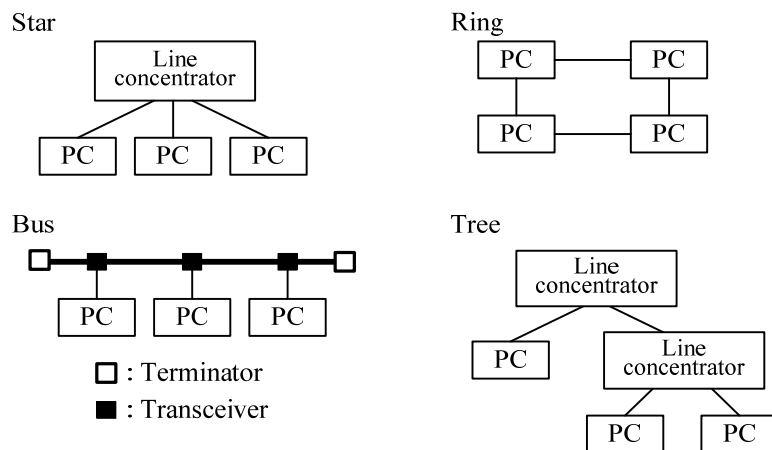 Star
Line
concentrator
PC PC PC
Ring
PC PC
PC PC
Bus
PC PC PC
: Terminator
: Transceiver
Tree
Line
concentrator
PC
Line
concentrator
PC PC